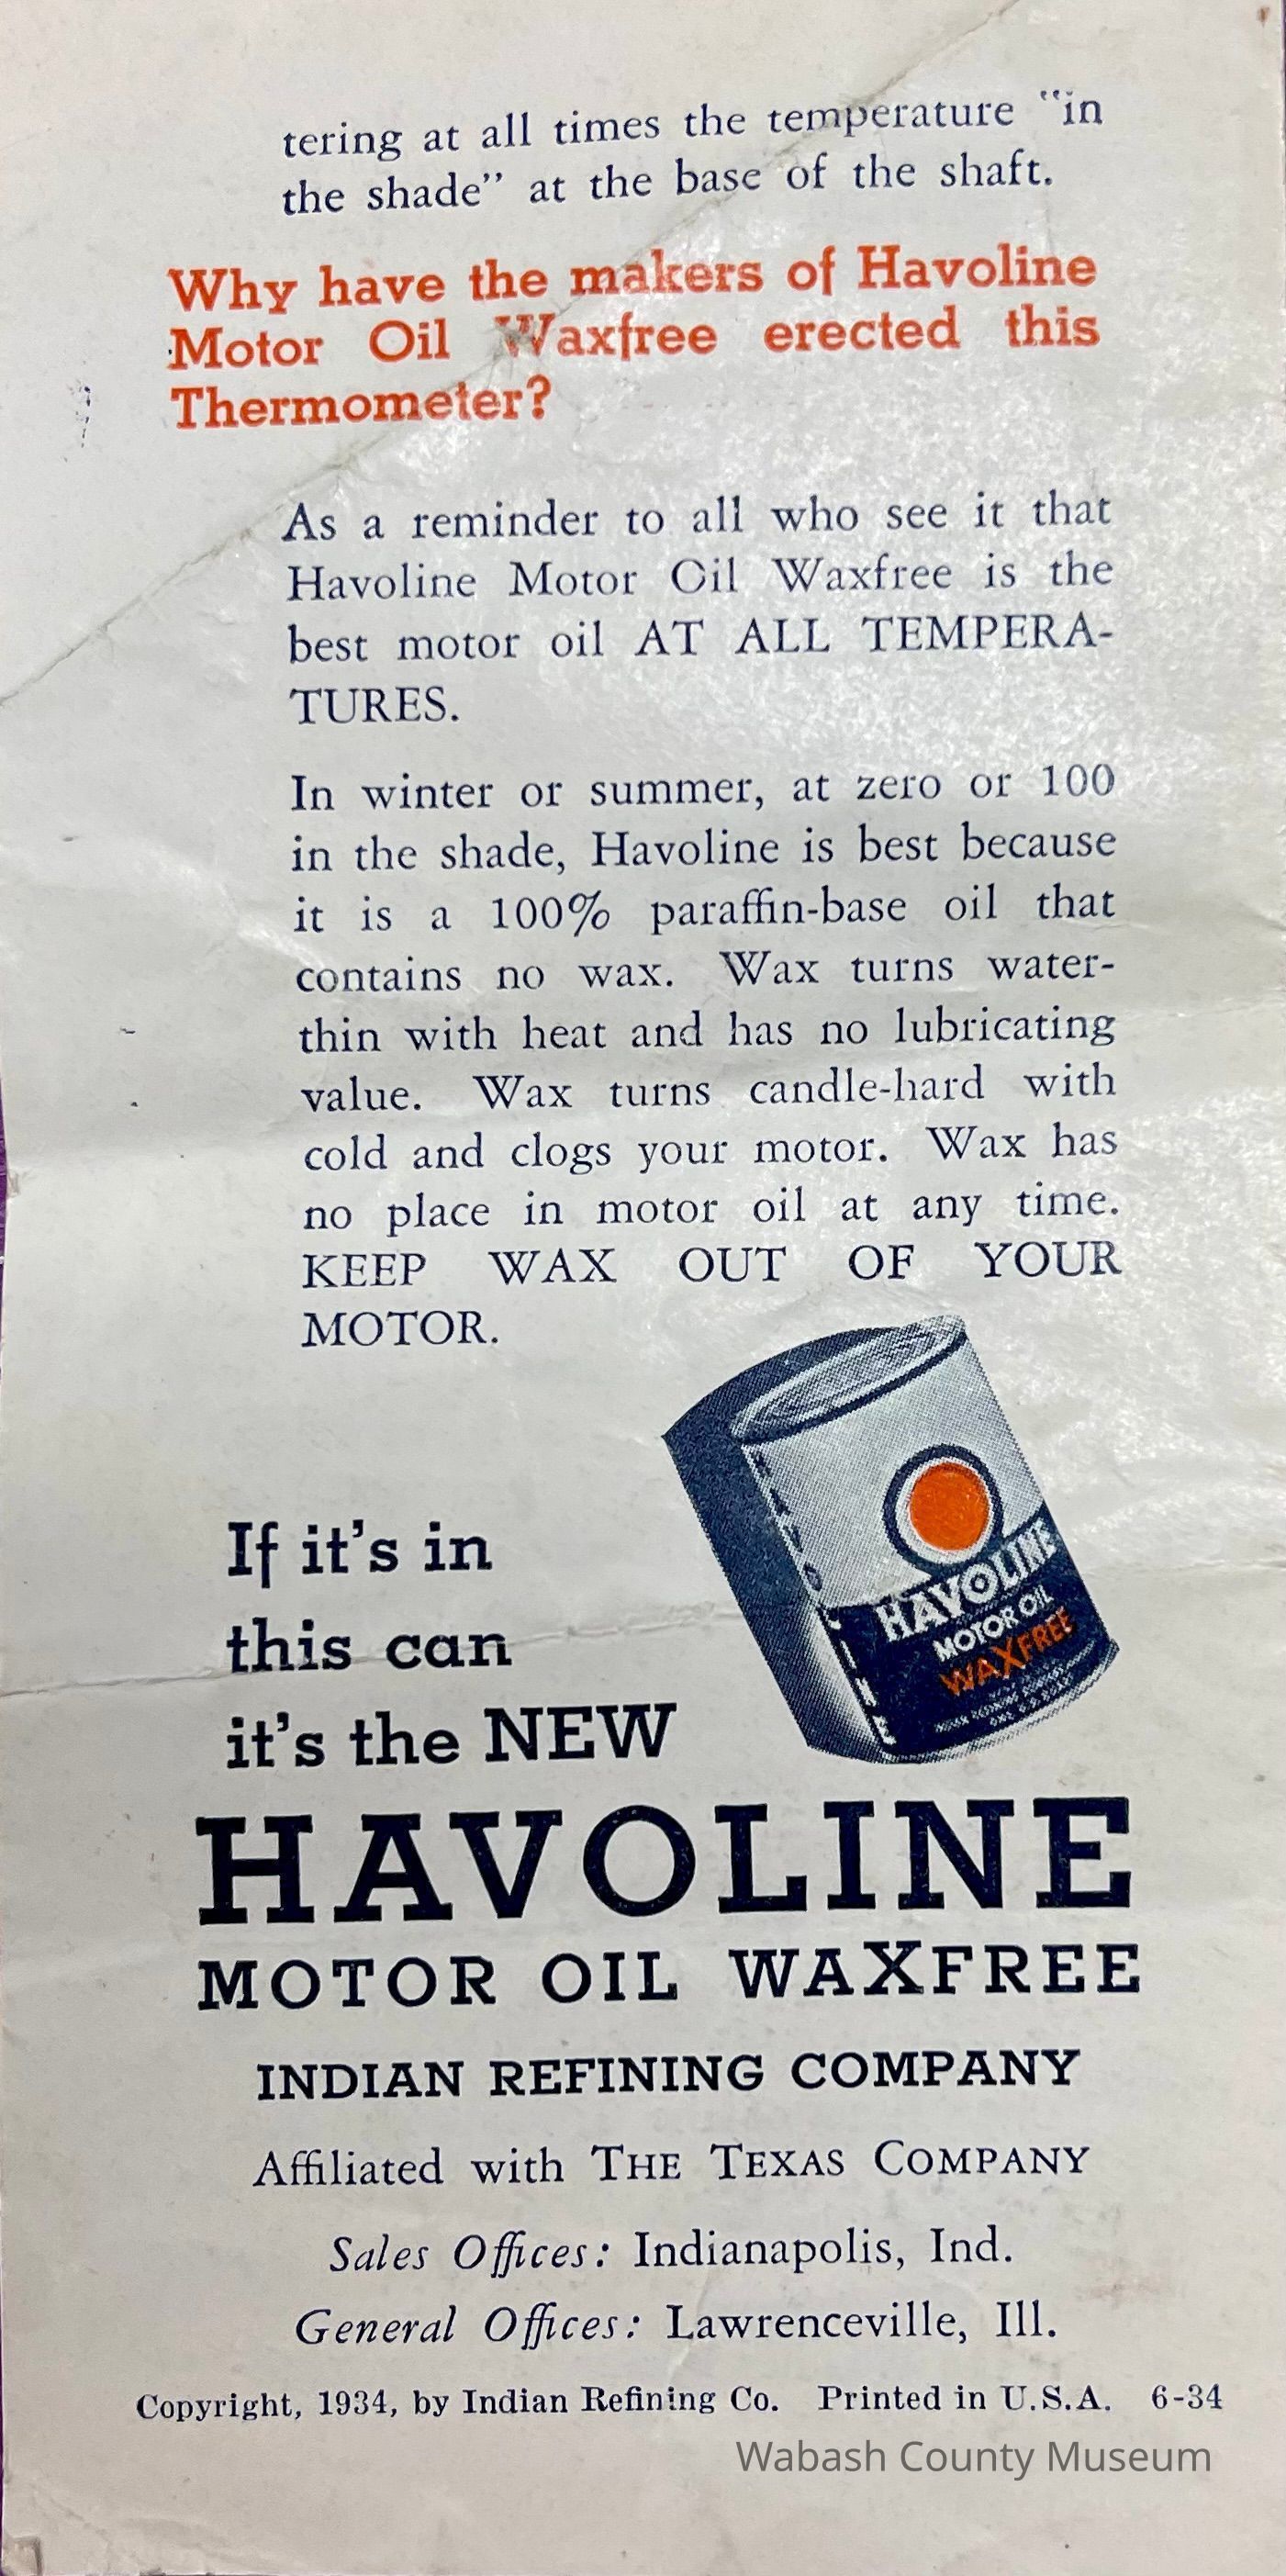 tering at all times the temperature "in
the shade" at the base of the shaft.
Why have the makers of Havoline
Motor Oil Waxfree erected this
Thermometer?
As a reminder to all who see it that
Havoline Motor Oil Waxfree is the
best motor oil AT ALL TEMPERA-
TURES.
In winter or summer, at zero or 100
in the shade, Havoline is best because
it is a 100% paraffin-base oil that
contains no wax. Wax turns water-
thin with heat and has no lubricating
value. Wax turns candle-hard with
cold and clogs your motor. Wax has
no place in motor oil at any time.
KEEP WAX OUT OF YOUR
MOTOR.
HAVOLINE
HAVOLINE
MOTOR OIL
WAXFREE
If it's in
this can
it's the NEW
HAVOLINE
MOTOR OIL WAXFREE
INDIAN REFINING COMPANY
Affiliated with THE TEXAS COMPANY
Sales Offices: Indianapolis, Ind.
General Offices: Lawrenceville, Ill.
Copyright, 1934, by Indian Refining Co. Printed in U.S.A. 6-34
Wabash County Museum